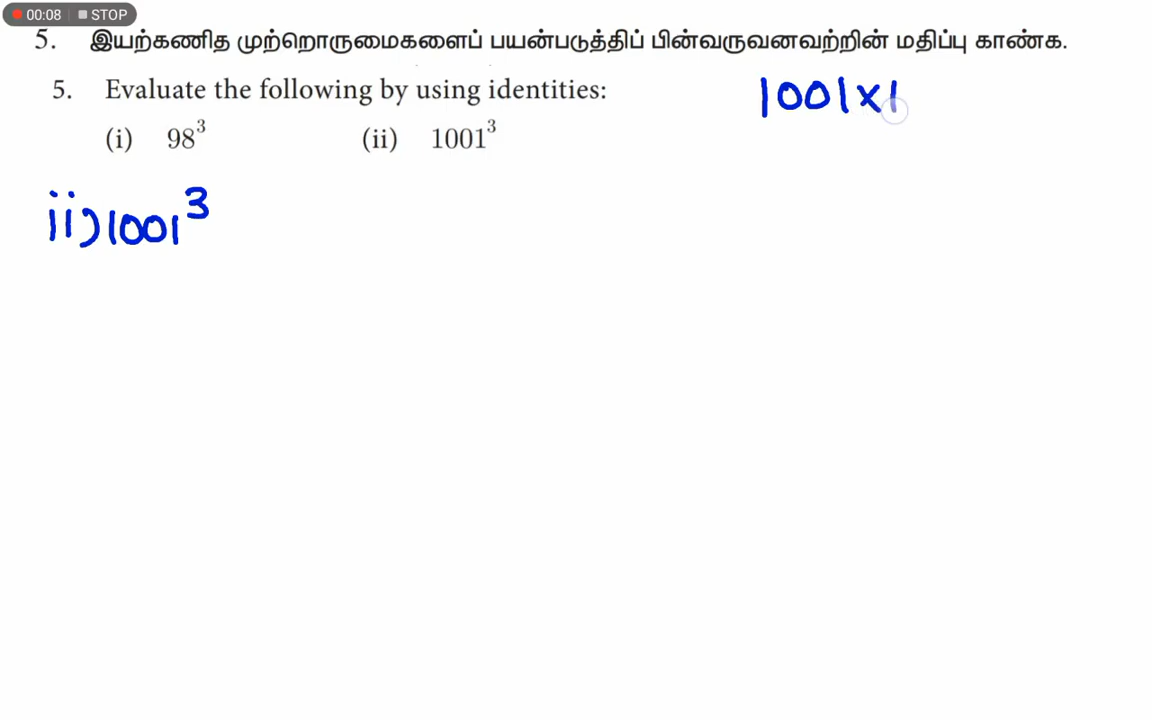 00:08 STOP
5. இயற்கணித முற்றொருமைகளைப் பயன்படுத்திப் பின்வருவனவற்றின் மதிப்பு காண்க.
5. Evaluate the following by using identities:
1001×1
(i) 98³ (ii) 1001³
ii) 1001³